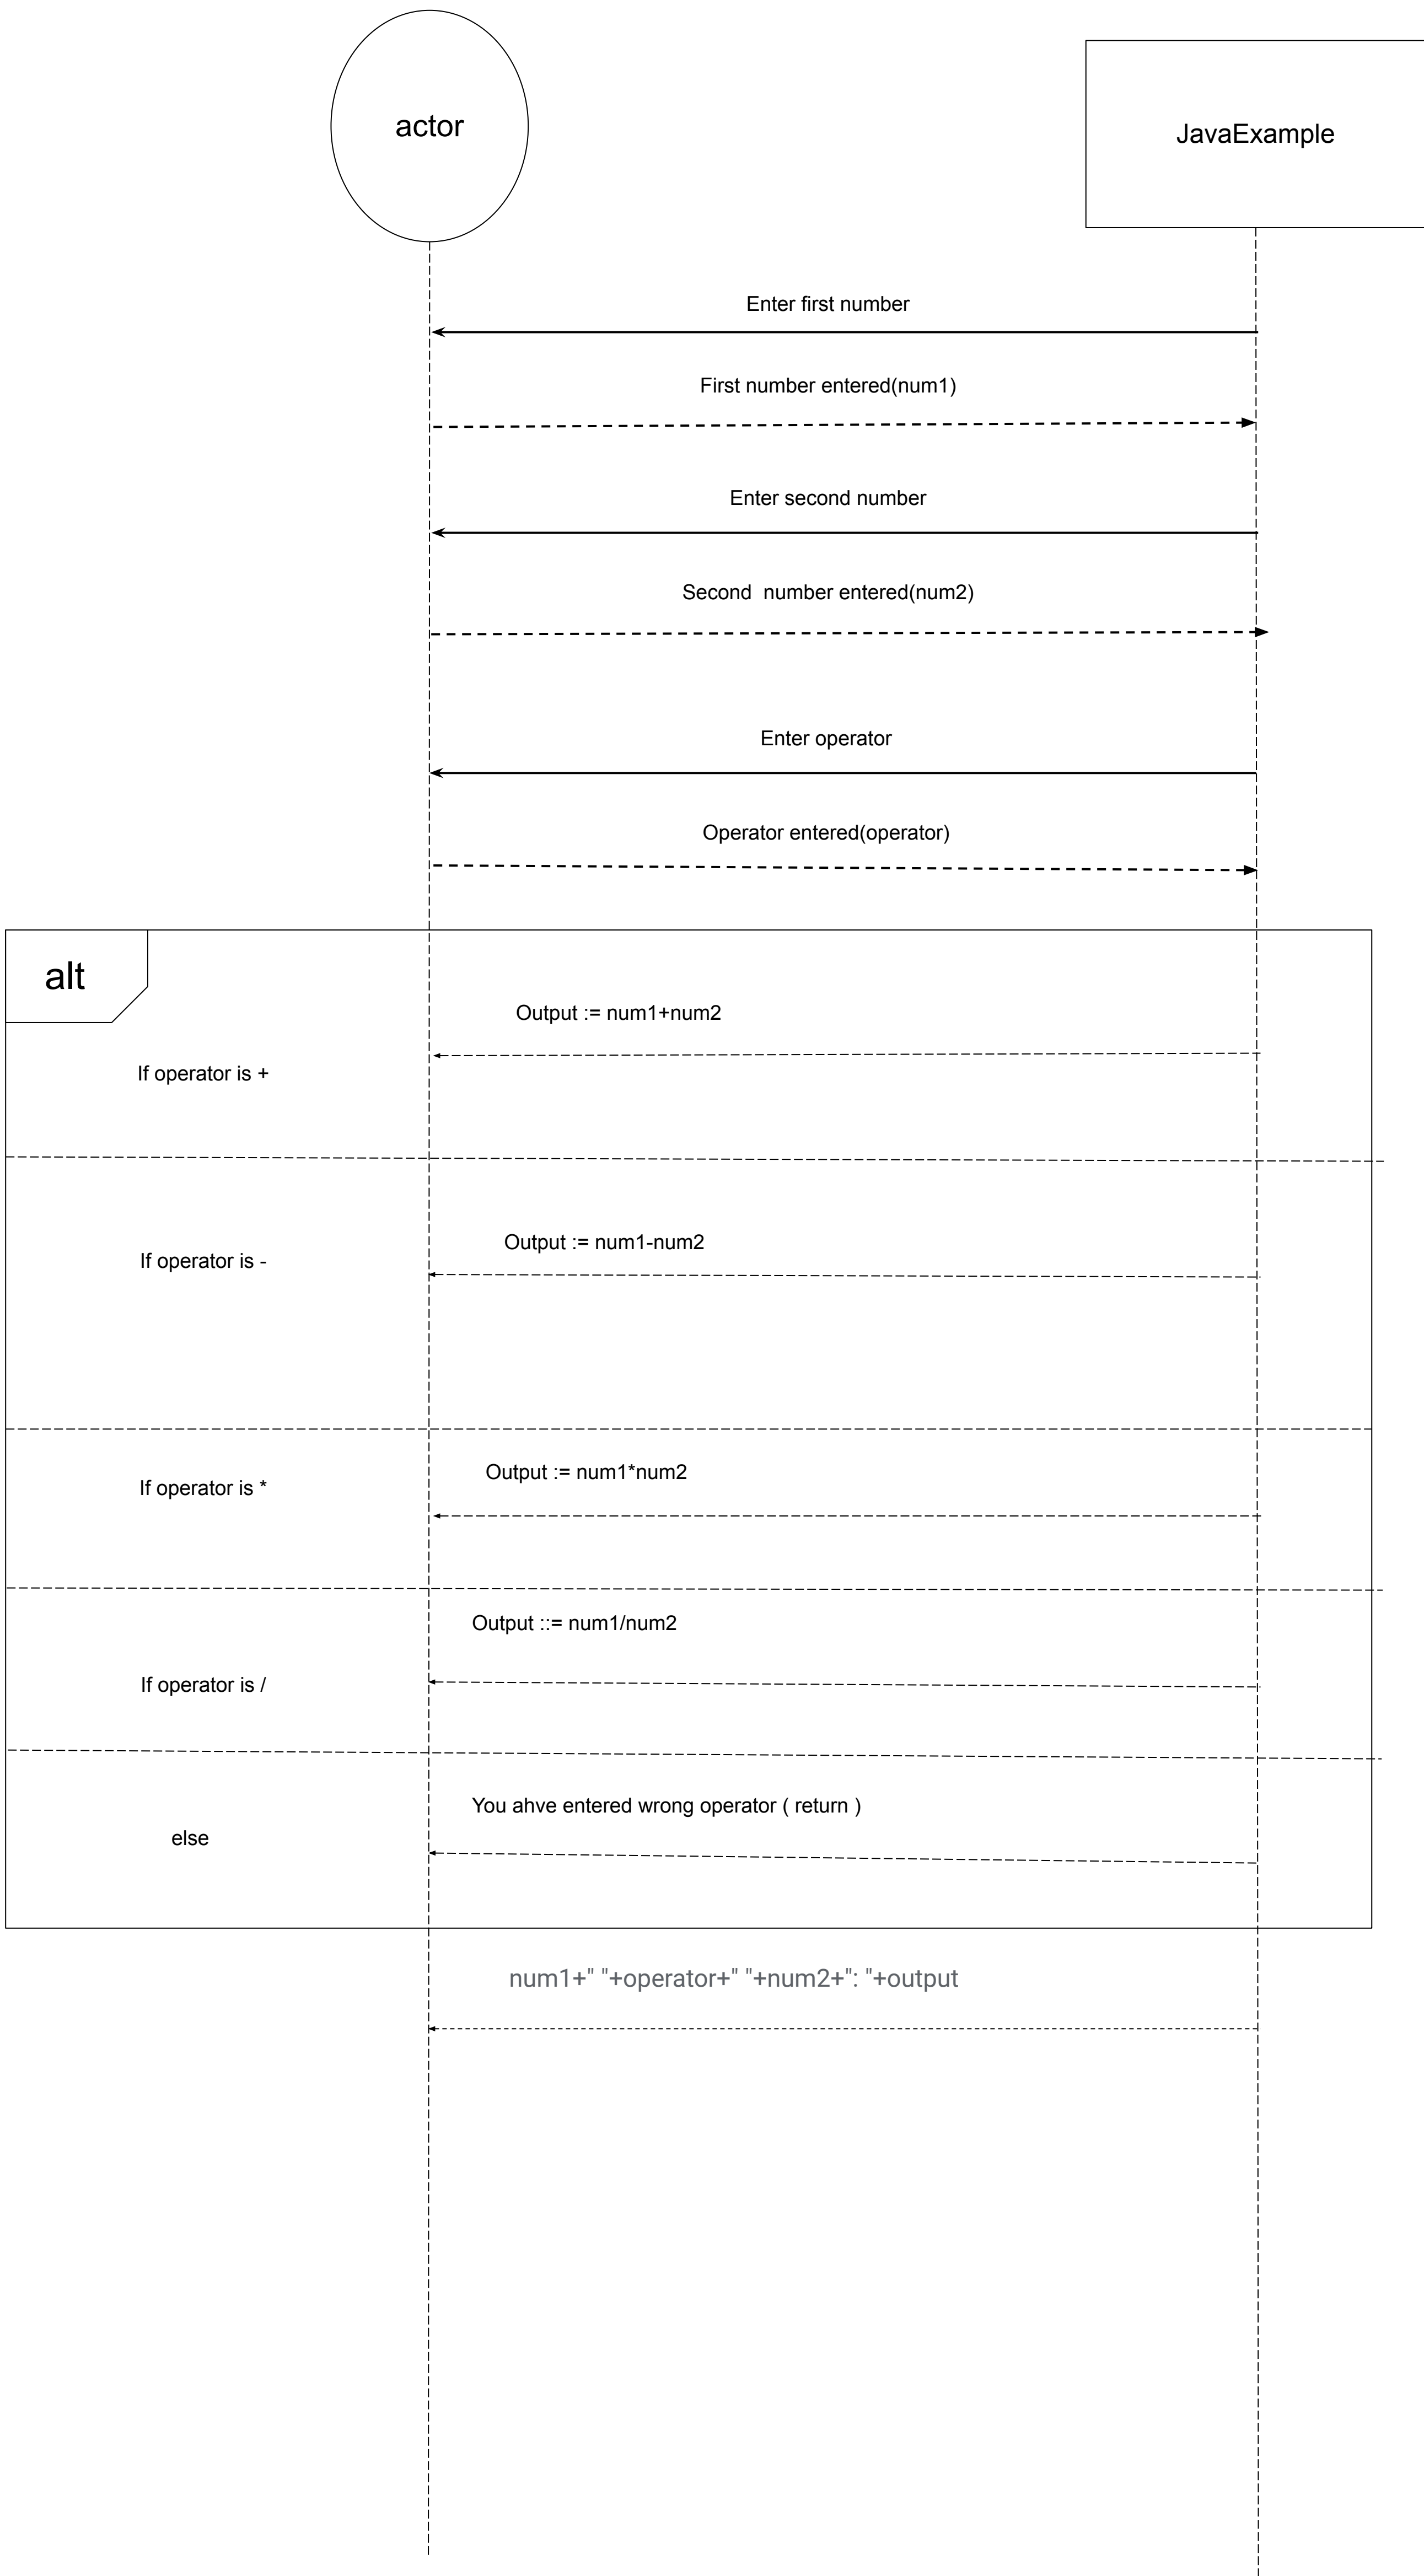 actor
JavaExample
Enter first number
First number entered(num1)
Enter second number
Second  number entered(num2)
Enter operator
Operator entered(operator)
alt
Output := num1+num2
If operator is +
Output := num1-num2
If operator is -
Output := num1*num2
If operator is *
Output ::= num1/num2
If operator is /
You ahve entered wrong operator ( return )
else
num1+" "+operator+" "+num2+": "+output